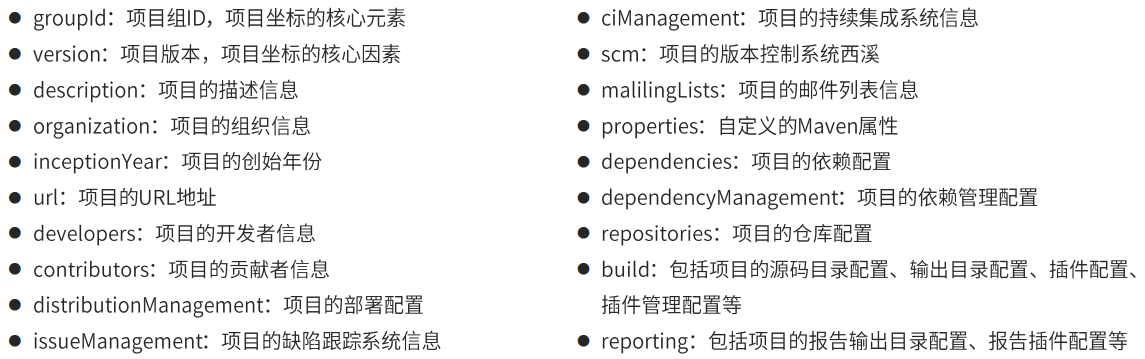 ● groupId：项目组ID，项目坐标的核心元素
● version：项目版本，项目坐标的核心因素
● description：项目的描述信息
● organization：项目的组织信息
● inceptionYear：项目的创始年份
● url：项目的URL地址
● developers：项目的开发者信息
● contributors：项目的贡献者信息
● distributionManagement：项目的部署配置
● issueManagement：项目的缺陷跟踪系统信息
● ciManagement：项目的持续集成系统信息
● scm：项目的版本控制系统西溪
● malilingLists：项目的邮件列表信息
● properties：自定义的Maven属性
● dependencies：项目的依赖配置
● dependencyManagement：项目的依赖管理配置
● repositories：项目的仓库配置
● build：包括项目的源码目录配置、输出目录配置、插件配置、
插件管理配置等
● reporting：包括项目的报告输出目录配置、报告插件配置等